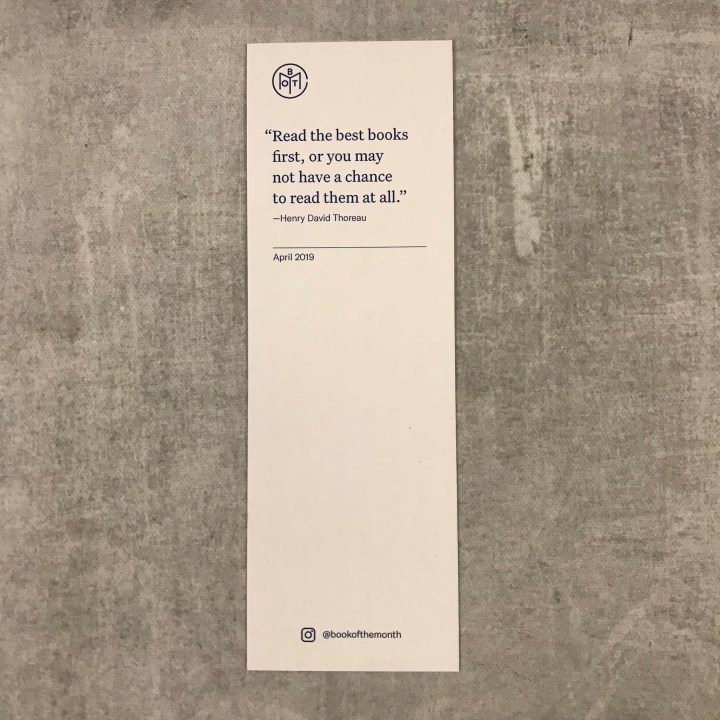 BOTM
“Read the best books
first, or you may
not have a chance
to read them at all.”
—Henry David Thoreau
April 2019
@bookofthemonth